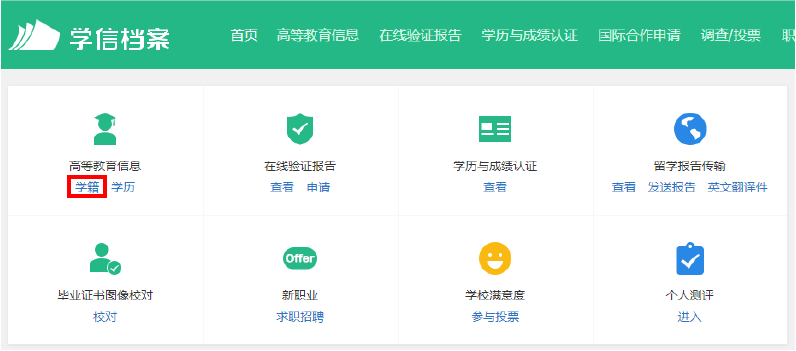 学信档案 首页 高等教育信息 在线验证报告 学历与成绩认证 国际合作申请 调查/投票 职
高等教育信息 在线验证报告 学历与成绩认证 留学报告传输
学籍 学历 查看 申请 查看 查看 发送报告 英文翻译件
Offer
毕业证书图像校对 新职业 学校满意度 个人测评
校对 求职招聘 参与投票 进入